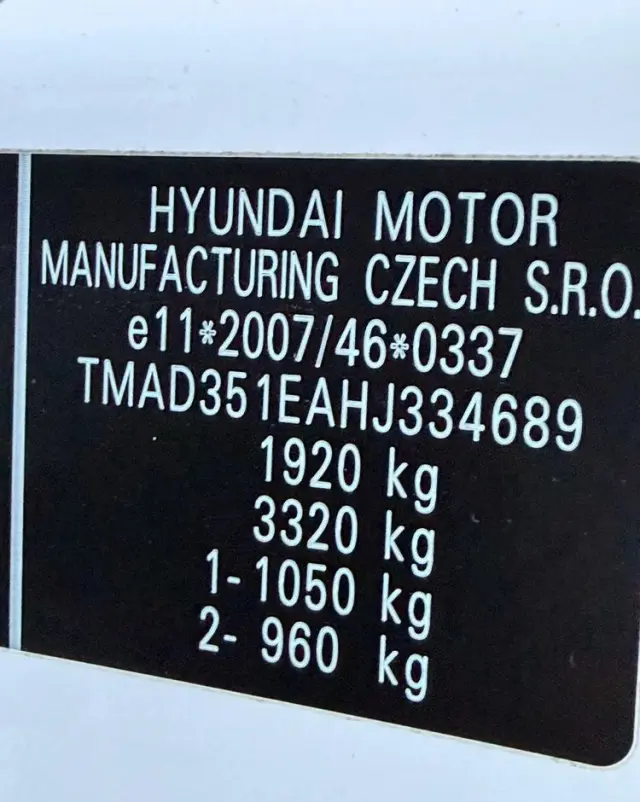 HYUNDAI MOTOR
MANUFACTURING CZECH S.R.O.
e11*2007/46*0337
TMAD351EAHJ334689
1920 kg
3320 kg
1- 1050 kg
2- 960 kg